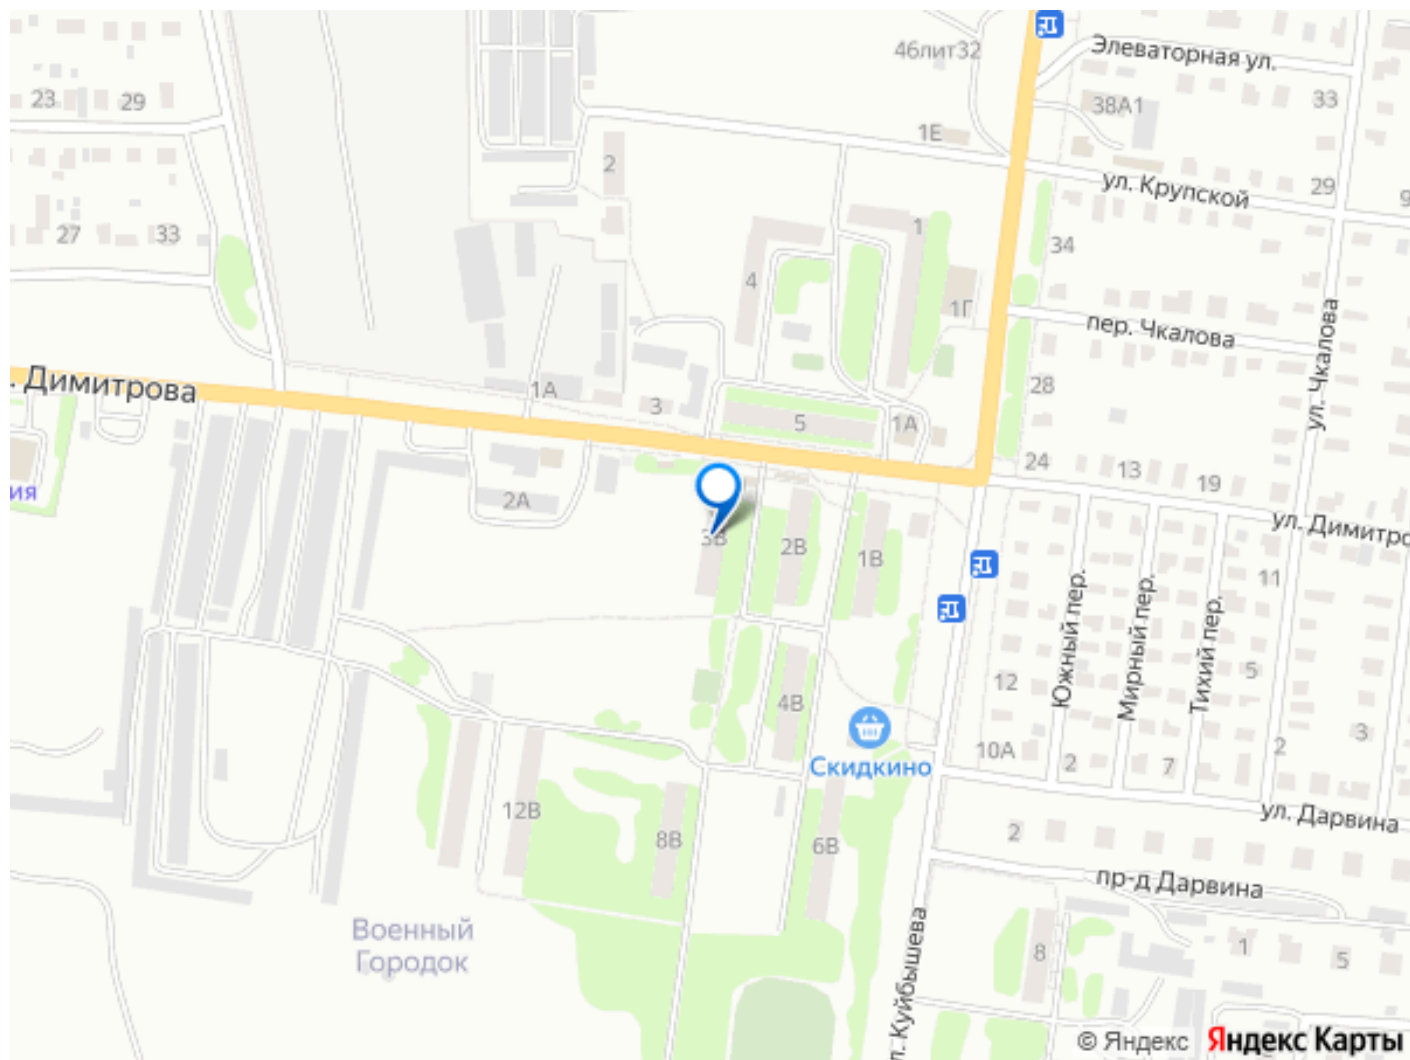 46лит32
Элеваторная ул.
23
29
38А1
33
1Е
2
ул. Крупской
29
9
27
33
1
34
4
1Г
пер. Чкалова
ул. Чкалова
. Димитрова
1А
3
28
5
1А
24
13
19
ия
2А
ул. Димитро
3В
2В
1В
11
Южный пер.
Мирный пер.
Тихий пер.
5
12
4В
10А
2
7
2
3
Скидкино
12В
8В
6В
ул. Дарвина
2
пр-д Дарвина
Военный
Городок
л. Куйбышева
8
1
5
© Яндекс Яндекс Карты